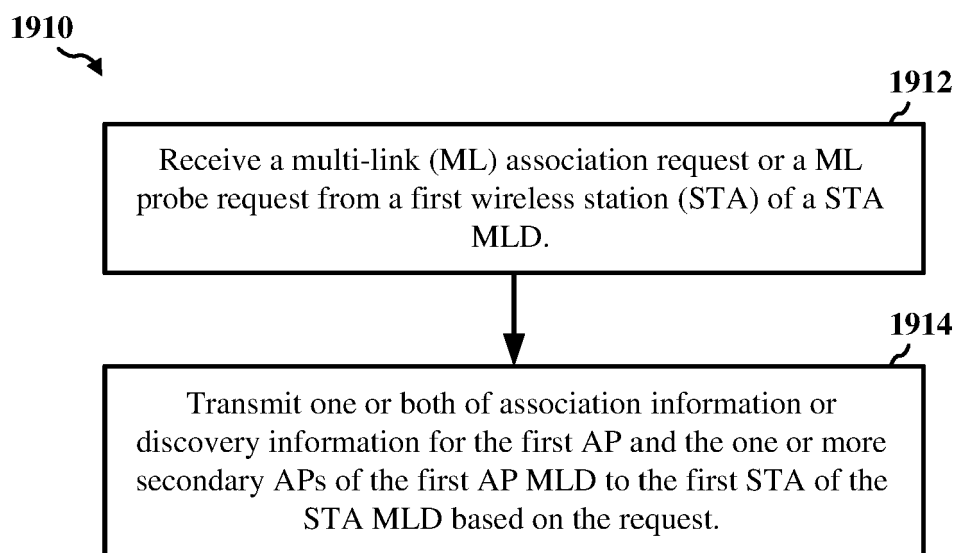 1910
1912
Receive a multi-link (ML) association request or a ML
probe request from a first wireless station (STA) of a STA
MLD.
1914
Transmit one or both of association information or
discovery information for the first AP and the one or more
secondary APs of the first AP MLD to the first STA of the
STA MLD based on the request.